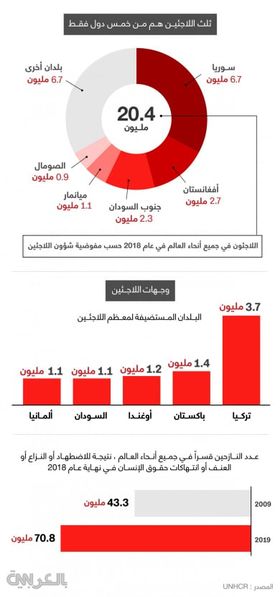 ثلث اللاجئين هم من خمس دول فقط
سوريا
6.7 مليون
بلدان أخرى
6.7 مليون
20.4
مليون
أفغانستان
2.7 مليون
جنوب السودان
2.3 مليون
ميانمار
1.1 مليون
الصومال
0.9 مليون
اللاجئون في جميع أنحاء العالم في عام 2018 حسب مفوضية شؤون اللاجئين
وجهات اللاجئين
البلدان المستضيفة لمعظم اللاجئين
3.7
مليون
1.4
مليون
1.2
مليون
1.1
مليون
1.1
مليون
تركيا
باكستان
أوغندا
السودان
ألمانيا
عدد النازحين قسراً في جميع أنحاء العالم ، نتيجة للاضطهاد أو النزاع أو
العنف أو انتهاكات حقوق الإنسان في نهاية عام 2018
43.3 مليون
2009
70.8 مليون
2019
CNN بالعربية
المصدر : UNHCR